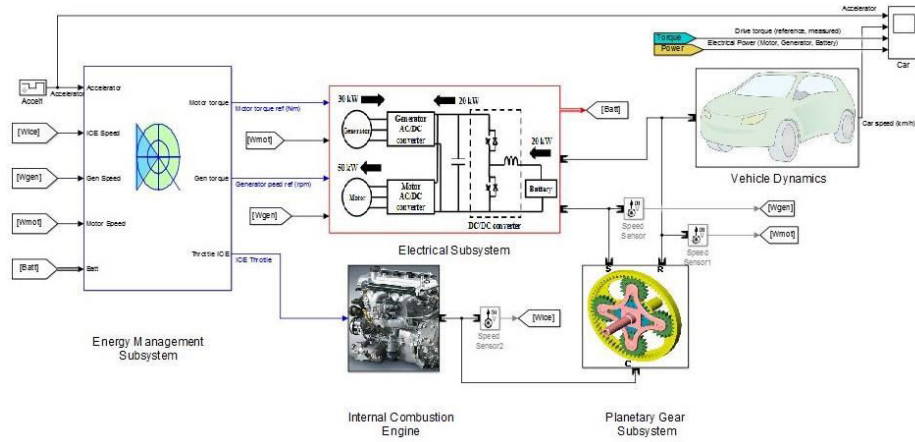 Accelerator
Torque
Drive torque (reference, measured)
Power
Electrical Power (Motor, Generator, Battery)
Car
Accelt
Accelerator
Accelerator
Motor torque
Motor torque ref (Nm)
[Wice]
ICE Speed
[Wgen]
Gen Speed
Gen torque
Generator peed ref (rpm)
[Wmot]
Motor Speed
[Batt]
Batt
Throttle ICE
ICE Throttle
Energy Management
Subsystem
[Wmot]
[Wgen]
30 kW
20 kW
Generator
Generator
AC/DC
converter
50 kW
Motor
Motor
AC/DC
converter
20 kW
Battery
DC/DC converter
Electrical Subsystem
[Batt]
Car speed (km/h)
Vehicle Dynamics
Speed
Sensor
[Wgen]
Speed
Sensor1
[Wmot]
S
R
C
Speed
Sensor2
[Wice]
Internal Combustion
Engine
Planetary Gear
Subsystem